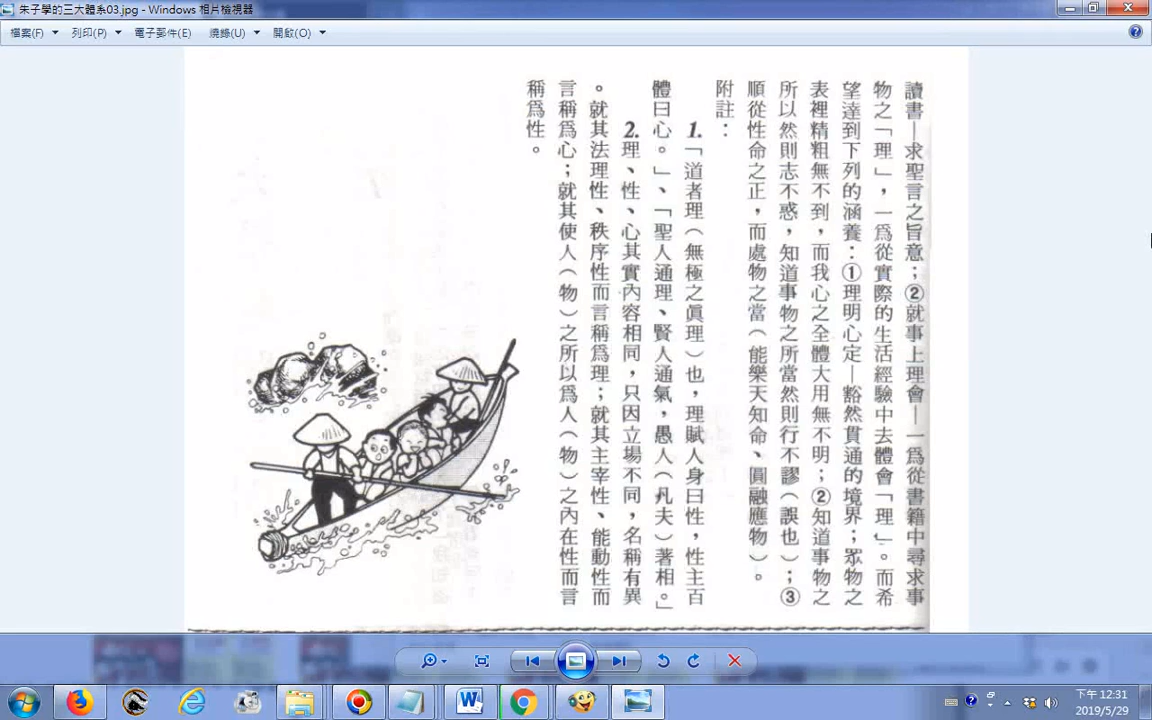 朱子學的三大體系03.jpg - Windows 相片檢視器
檔案(F) 列印(P) 電子郵件(E) 燒錄(U) 開啟(O)
讀書—求聖言之旨意；②就事上理會—一爲從書籍中尋求事
物之「理」，一爲從實際的生活經驗中去體會「理」。而希
望達到下列的涵養：①理明心定—豁然貫通的境界；眾物之
表裡精粗無不到，而我心之全體大用無不明；②知道事物之
所以然則志不惑，知道事物之所當然則行不謬（誤也）；③
順從性命之正，而處物之當（能樂天知命、圓融應物）。
附註：
1.「道者理（無極之眞理）也，理賦人身曰性，性主百
體曰心。」、「聖人通理、賢人通氣，愚人（凡夫）著相。」
2.理、性、心其實內容相同，只因立場不同，名稱有異
。就其法理性、秩序性而言稱爲理；就其主宰性、能動性而
言稱爲心；就其使人（物）之所以爲人（物）之內在性而言
稱爲性。
下午 12:31
2019/5/29